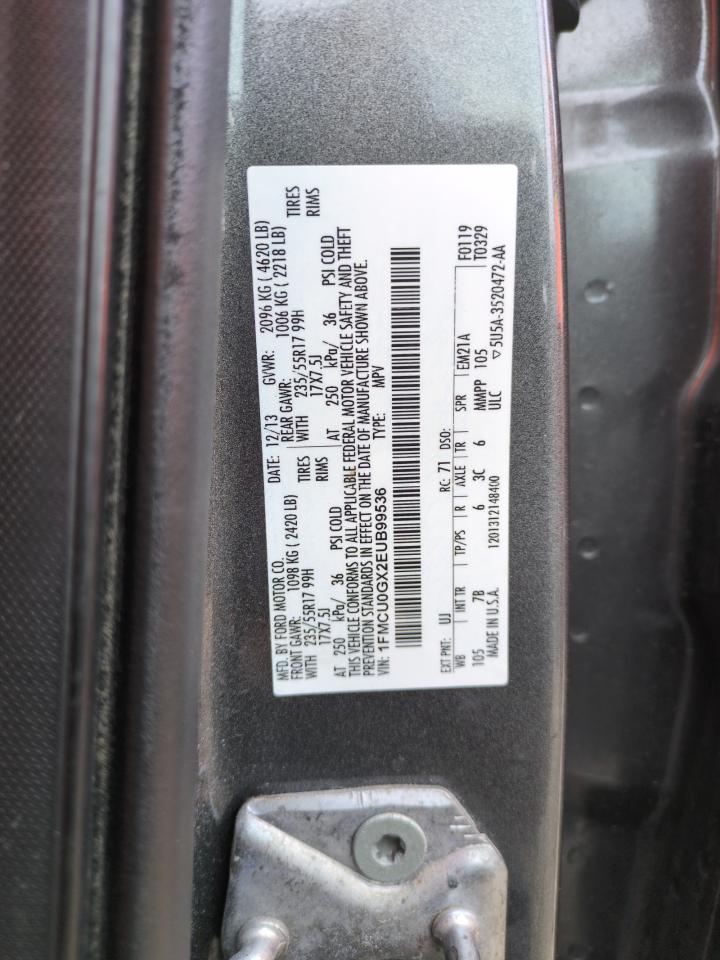 MFD. BY FORD MOTOR CO. DATE: 12/13 GVWR: 2096 KG ( 4620 LB)
FRONT GAWR: 1098 KG ( 2420 LB) REAR GAWR: 1006 KG ( 2218 LB)
WITH 235/55R17 99H TIRES WITH 235/55R17 99H TIRES
17X7.5J RIMS 17X7.5J RIMS
AT 250 kPa/ 36 PSI COLD AT 250 kPa/ 36 PSI COLD
THIS VEHICLE CONFORMS TO ALL APPLICABLE FEDERAL MOTOR VEHICLE SAFETY AND THEFT
PREVENTION STANDARDS IN EFFECT ON THE DATE OF MANUFACTURE SHOWN ABOVE.
VIN: 1FMCU0GX2EUB99536 TYPE: MPV
EXT PNT: UJ RC: 71 DSO: F0119
WB INT TR TP/PS R AXLE TR SPR EM21A T0329
105 7B 6 3C 6 MMPP 105
MADE IN U.S.A. 120131214B400 ULC ▽5U5A-3520472-AA